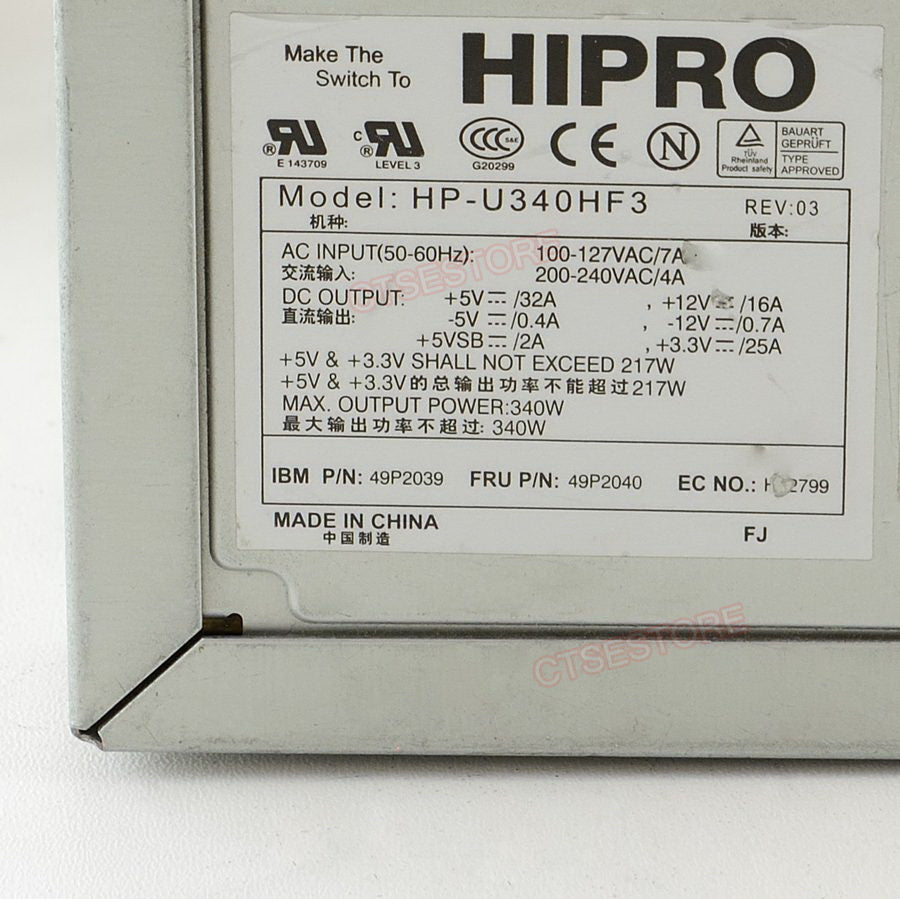 Make The
Switch To
HIPRO
E 143709
LEVEL 3
S&E
G20299
N
TÜV
Rheinland
Product safety
BAUART
GEPRÜFT
TYPE
APPROVED
Model: HP-U340HF3 REV:03
机种: 版本:
AC INPUT(50-60Hz): 100-127VAC/7A
交流输入: 200-240VAC/4A
DC OUTPUT: +5V⎓/32A , +12V⎓/16A
直流输出: -5V⎓/0.4A , -12V⎓/0.7A
+5VSB⎓/2A , +3.3V⎓/25A
+5V & +3.3V SHALL NOT EXCEED 217W
+5V & +3.3V的总输出功率不能超过217W
MAX. OUTPUT POWER:340W
最大输出功率不超过: 340W
IBM P/N: 49P2039 FRU P/N: 49P2040 EC NO.:
MADE IN CHINA FJ
中国制造
CTSESTORE
CTSESTORE